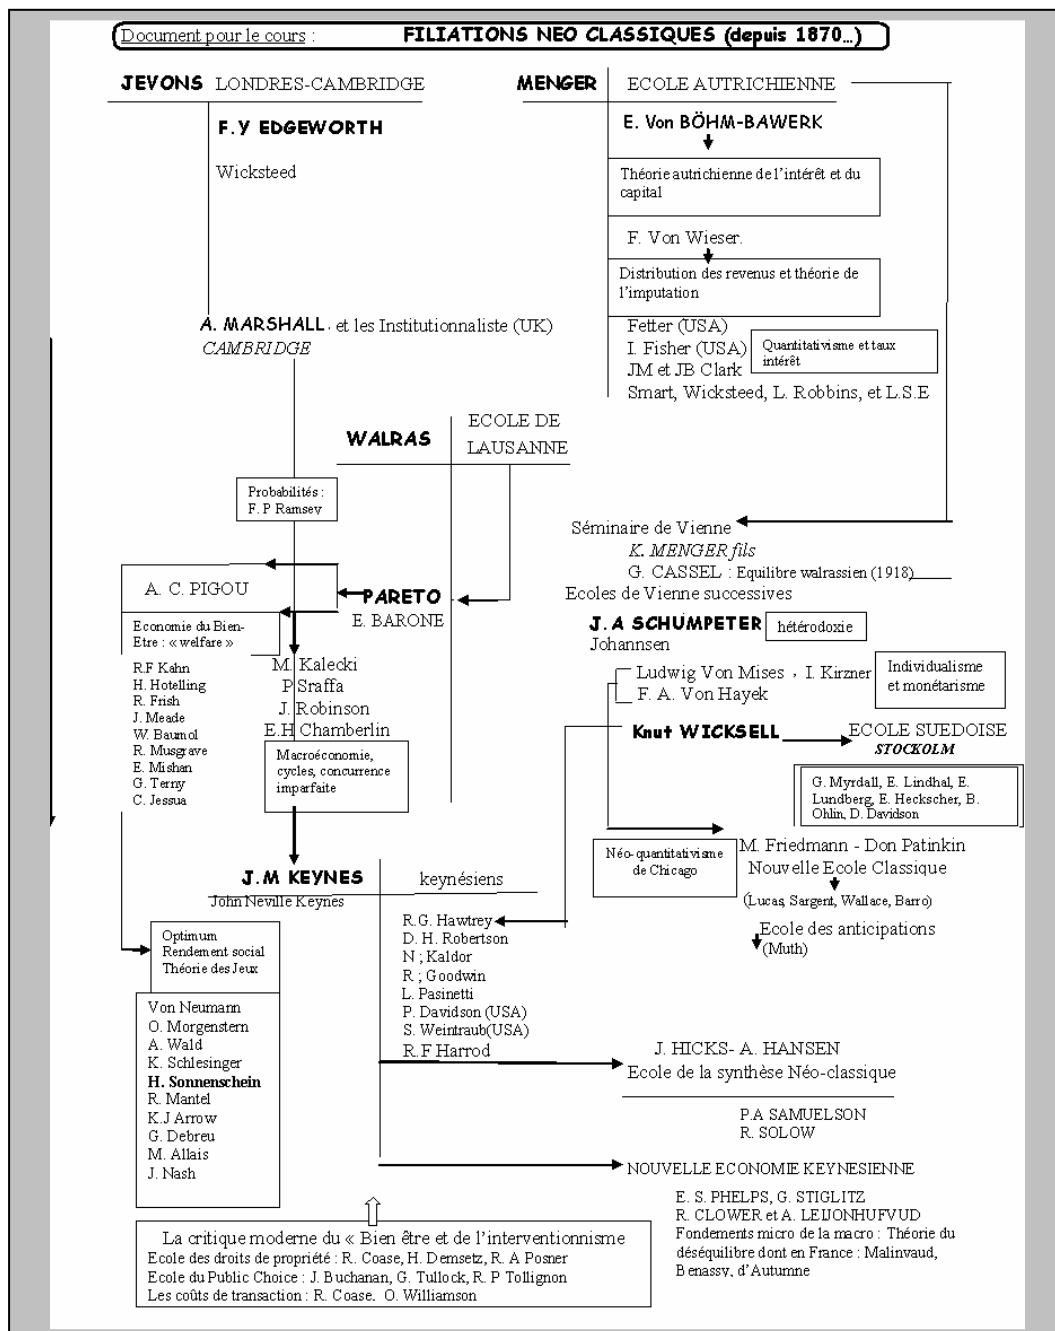 Document pour le cours : FILIATIONS NEO CLASSIQUES (depuis 1870...)
JEVONS LONDRES-CAMBRIDGE
F.Y EDGEWORTH
Wicksteed
MENGER ECOLE AUTRICHIENNE
E. Von BÖHM-BAWERK
Théorie autrichienne de l'intérêt et du
capital
F. Von Wieser.
Distribution des revenus et théorie de
l'imputation
A. MARSHALL. et les Institutionnaliste (UK)
CAMBRIDGE
Fetter (USA)
I. Fisher (USA)
JM et JB Clark
Smart, Wicksteed, L. Robbins, et L.S.E
Quantitativisme et taux
intérêt
WALRAS
ECOLE DE
LAUSANNE
Probabilités :
F. P Ramsey
Séminaire de Vienne
K. MENGER fils
G. CASSEL : Equilibre walrassien (1918)
Ecoles de Vienne successives
A. C. PIGOU
PARETO
E. BARONE
Economie du Bien-
Etre : « welfare »
R.F Kahn
H. Hotelling
R. Frish
J. Meade
W. Baumol
R. Musgrave
E. Mishan
G. Terny
C. Jessua
M. Kalecki
P Sraffa
J. Robinson
E.H Chamberlin
Macroéconomie,
cycles, concurrence
imparfaite
J. A SCHUMPETER hétérodoxie
Johannsen
Ludwig Von Mises , I. Kirzner
F. A. Von Hayek
Individualisme
et monétarisme
Knut WICKSELL
ECOLE SUEDOISE
STOCKOLM
G. Myrdall, E. Lindhal, E.
Lundberg, E. Heckscher, B.
Ohlin, D. Davidson
Néo-quantitativisme
de Chicago
M. Friedmann - Don Patinkin
Nouvelle Ecole Classique
(Lucas, Sargent, Wallace, Barro)
Ecole des anticipations
(Muth)
J.M KEYNES keynésiens
John Neville Keynes
R.G. Hawtrey
D. H. Robertson
N ; Kaldor
R ; Goodwin
L. Pasinetti
P. Davidson (USA)
S. Weintraub(USA)
R.F Harrod
Optimum
Rendement social
Théorie des Jeux
Von Neumann
O. Morgenstern
A. Wald
K. Schlesinger
H. Sonnenschein
R. Mantel
K.J Arrow
G. Debreu
M. Allais
J. Nash
J. HICKS- A. HANSEN
Ecole de la synthèse Néo-classique
P.A SAMUELSON
R. SOLOW
NOUVELLE ECONOMIE KEYNESIENNE
E. S. PHELPS, G. STIGLITZ
R. CLOWER et A. LEIJONHUFVUD
Fondements micro de la macro : Théorie du
déséquilibre dont en France : Malinvaud,
Benassy, d'Autumne
La critique moderne du « Bien être et de l'interventionnisme
Ecole des droits de propriété : R. Coase, H. Demsetz, R. A Posner
Ecole du Public Choice : J. Buchanan, G. Tullock, R. P Tollignon
Les coûts de transaction : R. Coase. O. Williamson